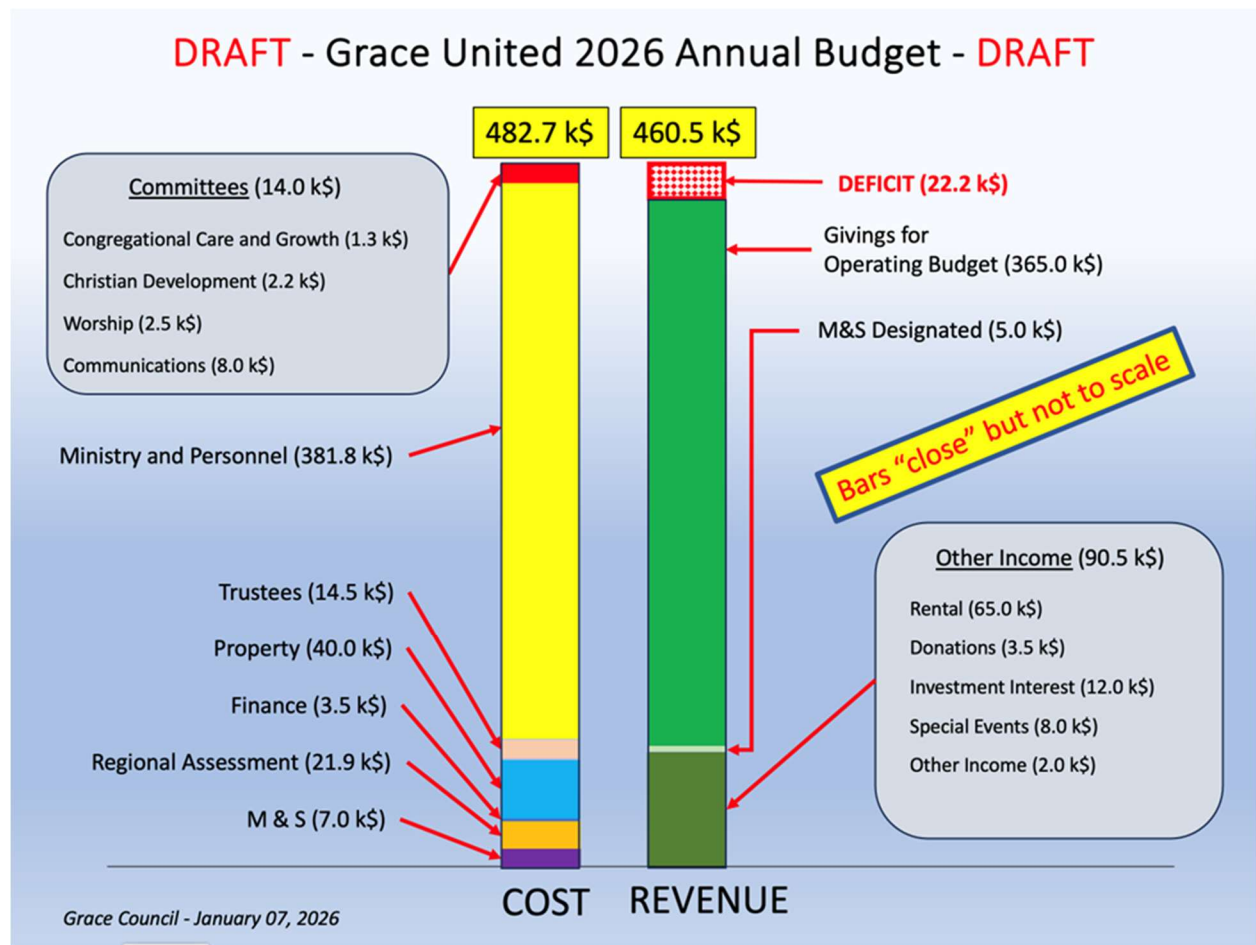 DRAFT - Grace United 2026 Annual Budget - DRAFT
482.7 k$
460.5 k$
Committees (14.0 k$)
Congregational Care and Growth (1.3 k$)
Christian Development (2.2 k$)
Worship (2.5 k$)
Communications (8.0 k$)
Ministry and Personnel (381.8 k$)
Trustees (14.5 k$)
Property (40.0 k$)
Finance (3.5 k$)
Regional Assessment (21.9 k$)
M & S (7.0 k$)
DEFICIT (22.2 k$)
Givings for
Operating Budget (365.0 k$)
M&S Designated (5.0 k$)
Bars “close” but not to scale
Other Income (90.5 k$)
Rental (65.0 k$)
Donations (3.5 k$)
Investment Interest (12.0 k$)
Special Events (8.0 k$)
Other Income (2.0 k$)
COST
REVENUE
Grace Council - January 07, 2026